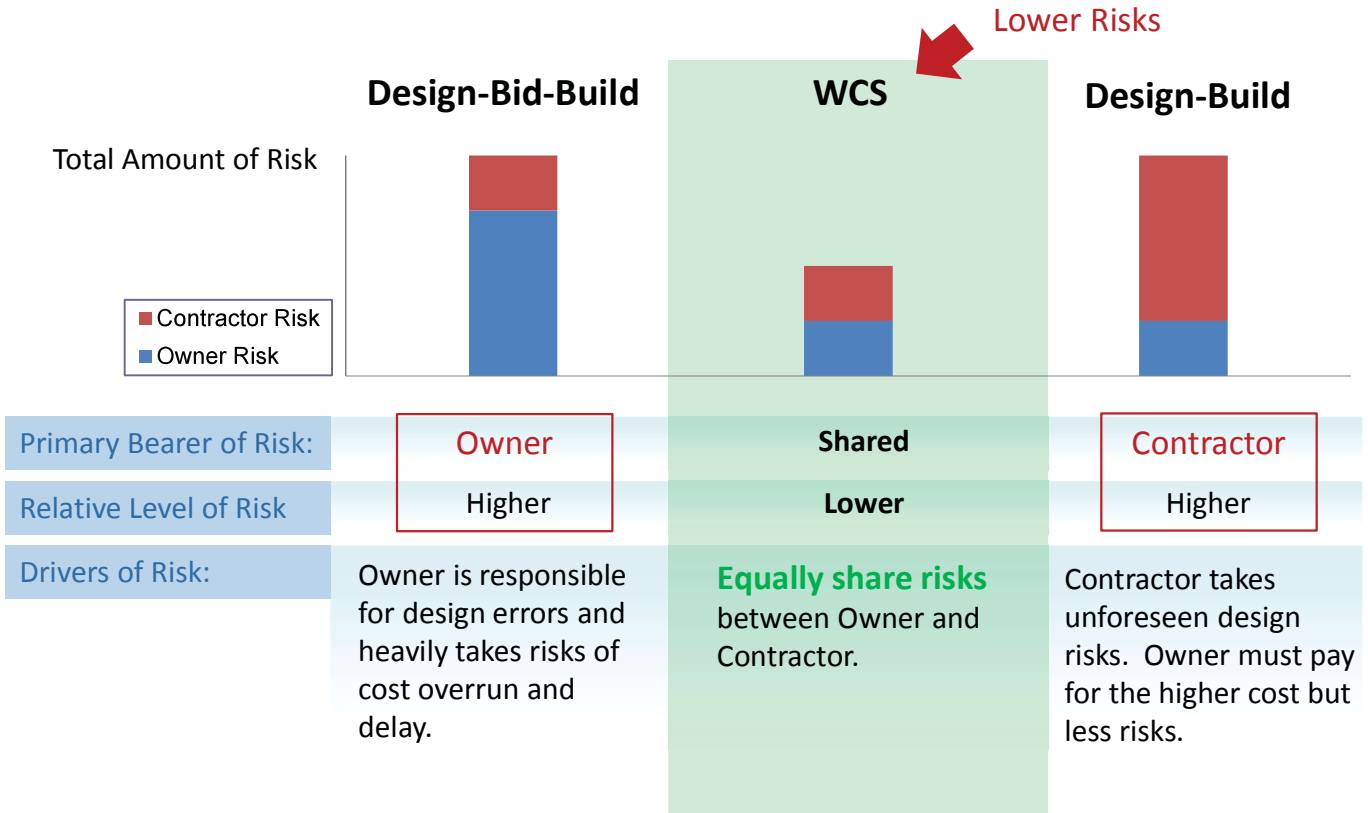 Lower Risks
Design-Bid-Build
WCS
Design-Build
Total Amount of Risk
Contractor Risk
Owner Risk
Primary Bearer of Risk:
Owner
Shared
Contractor
Relative Level of Risk
Higher
Lower
Higher
Drivers of Risk:
Owner is responsible
for design errors and
heavily takes risks of
cost overrun and
delay.
Equally share risks
between Owner and
Contractor.
Contractor takes
unforeseen design
risks.  Owner must pay
for the higher cost but
less risks.